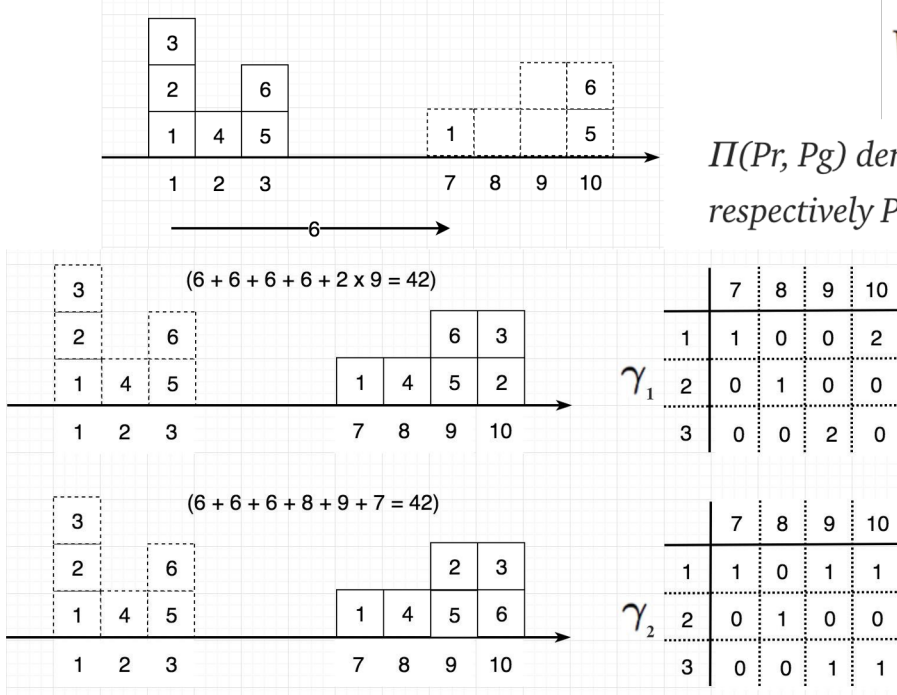 3
2 6
1 4 5
1 2 3
6
1 5
7 8 9 10
6
Π(Pr, Pg) der
respectively P
(6 + 6 + 6 + 6 + 2 x 9 = 42)
3
2 6
1 4 5
1 2 3
6 3
1 4 5 2
7 8 9 10
γ₁
7 8 9 10
1 1 0 0 2
2 0 1 0 0
3 0 0 2 0
(6 + 6 + 6 + 8 + 9 + 7 = 42)
3
2 6
1 4 5
1 2 3
2 3
1 4 5 6
7 8 9 10
γ₂
7 8 9 10
1 1 0 1 1
2 0 1 0 0
3 0 0 1 1